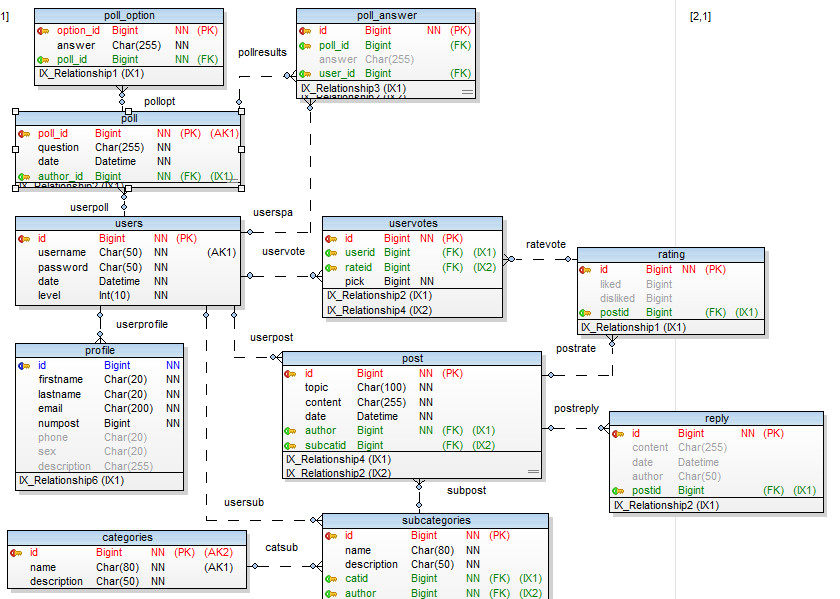 1]
[2,1]
poll_option
option_id Bigint NN (PK)
answer Char(255) NN
poll_id Bigint NN (FK)
IX_Relationship1 (IX1)
poll_answer
id Bigint NN (PK)
poll_id Bigint (FK)
answer Char(255)
user_id Bigint (FK)
IX_Relationship3 (IX1)
pollresults
pollopt
poll
poll_id Bigint NN (PK) (AK1)
question Char(255) NN
date Datetime NN
author_id Bigint NN (FK) (IX1)
IX_Relationship2 (IX1)
userpoll
userspa
users
id Bigint NN (PK)
username Char(50) NN (AK1)
password Char(50) NN
date Datetime NN
level Int(10) NN
uservote
uservotes
id Bigint NN (PK)
userid Bigint (FK) (IX1)
rateid Bigint (FK) (IX2)
pick Bigint NN
IX_Relationship2 (IX1)
IX_Relationship4 (IX2)
ratevote
rating
id Bigint NN (PK)
liked Bigint
disliked Bigint
postid Bigint (FK) (IX1)
IX_Relationship1 (IX1)
userprofile
userpost
postrate
profile
id Bigint NN
firstname Char(20) NN
lastname Char(20) NN
email Char(200) NN
numpost Bigint NN
phone Char(20)
sex Char(20)
description Char(255)
IX_Relationship6 (IX1)
post
id Bigint NN (PK)
topic Char(100) NN
content Char(255) NN
date Datetime NN
author Bigint NN (FK) (IX1)
subcatid Bigint (FK) (IX2)
IX_Relationship4 (IX1)
IX_Relationship2 (IX2)
postreply
reply
id Bigint NN (PK)
content Char(255)
date Datetime
author Char(50)
postid Bigint (FK) (IX1)
IX_Relationship2 (IX1)
subpost
usersub
catsub
categories
id Bigint NN (PK) (AK2)
name Char(80) NN (AK1)
description Char(50) NN
subcategories
id Bigint NN (PK)
name Char(80) NN
description Char(50) NN
catid Bigint NN (FK) (IX1)
author Bigint NN (FK) (IX2)